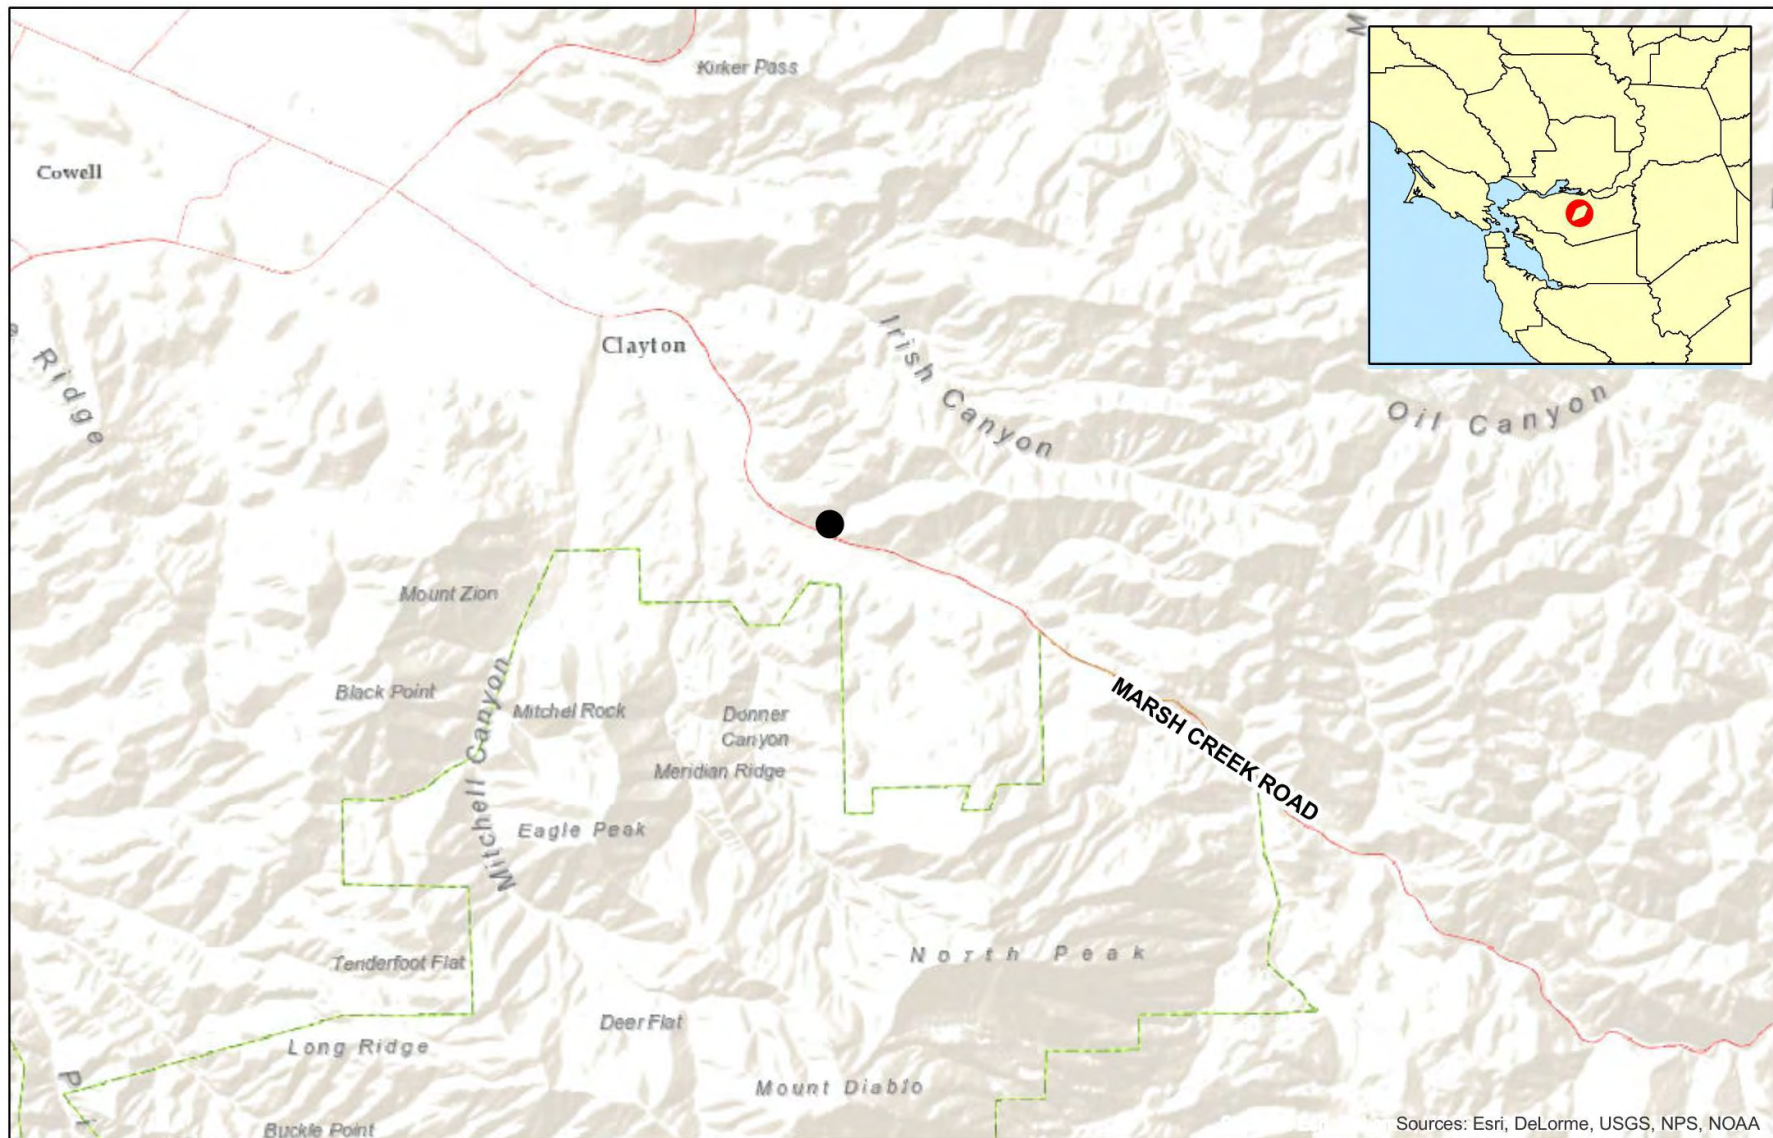 Kirker Pass
Cowell
Clayton
Ridge
Irish Canyon
Oil Canyon
Mount Zion
Black Point
Mitchell Canyon
Mitchel Rock
Donner
Canyon
Meridian Ridge
MARSH CREEK ROAD
Eagle Peak
North Peak
Tenderfoot Flat
Deer Flat
Long Ridge
Mount Diablo
Buckle Point
Sources: Esri, DeLorme, USGS, NPS, NOAA